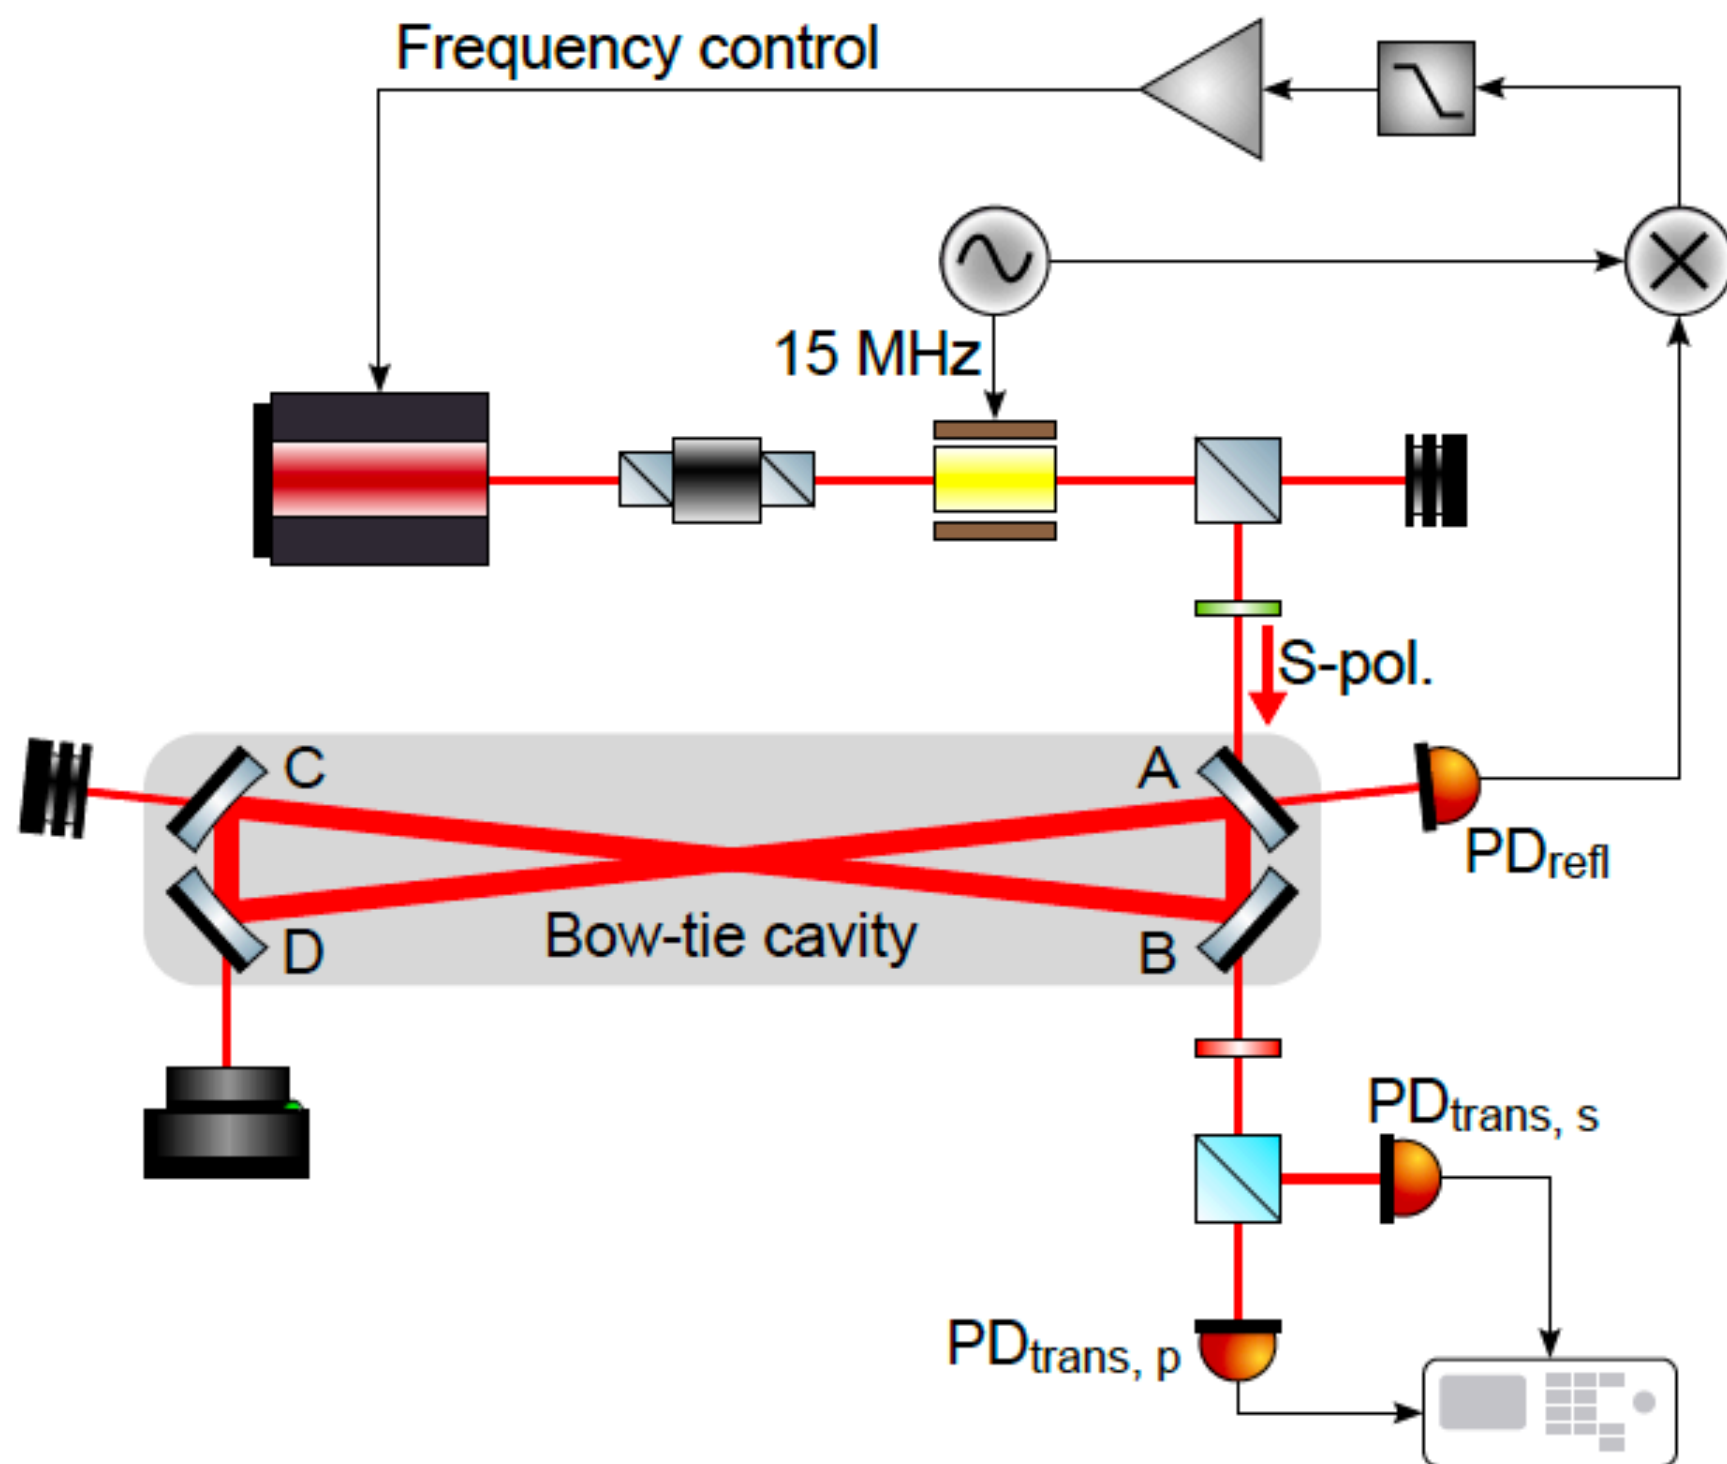 Frequency control
15 MHz
S-pol.
C
A
PDrefl
Bow-tie cavity
D
B
PDtrans, s
PDtrans, p